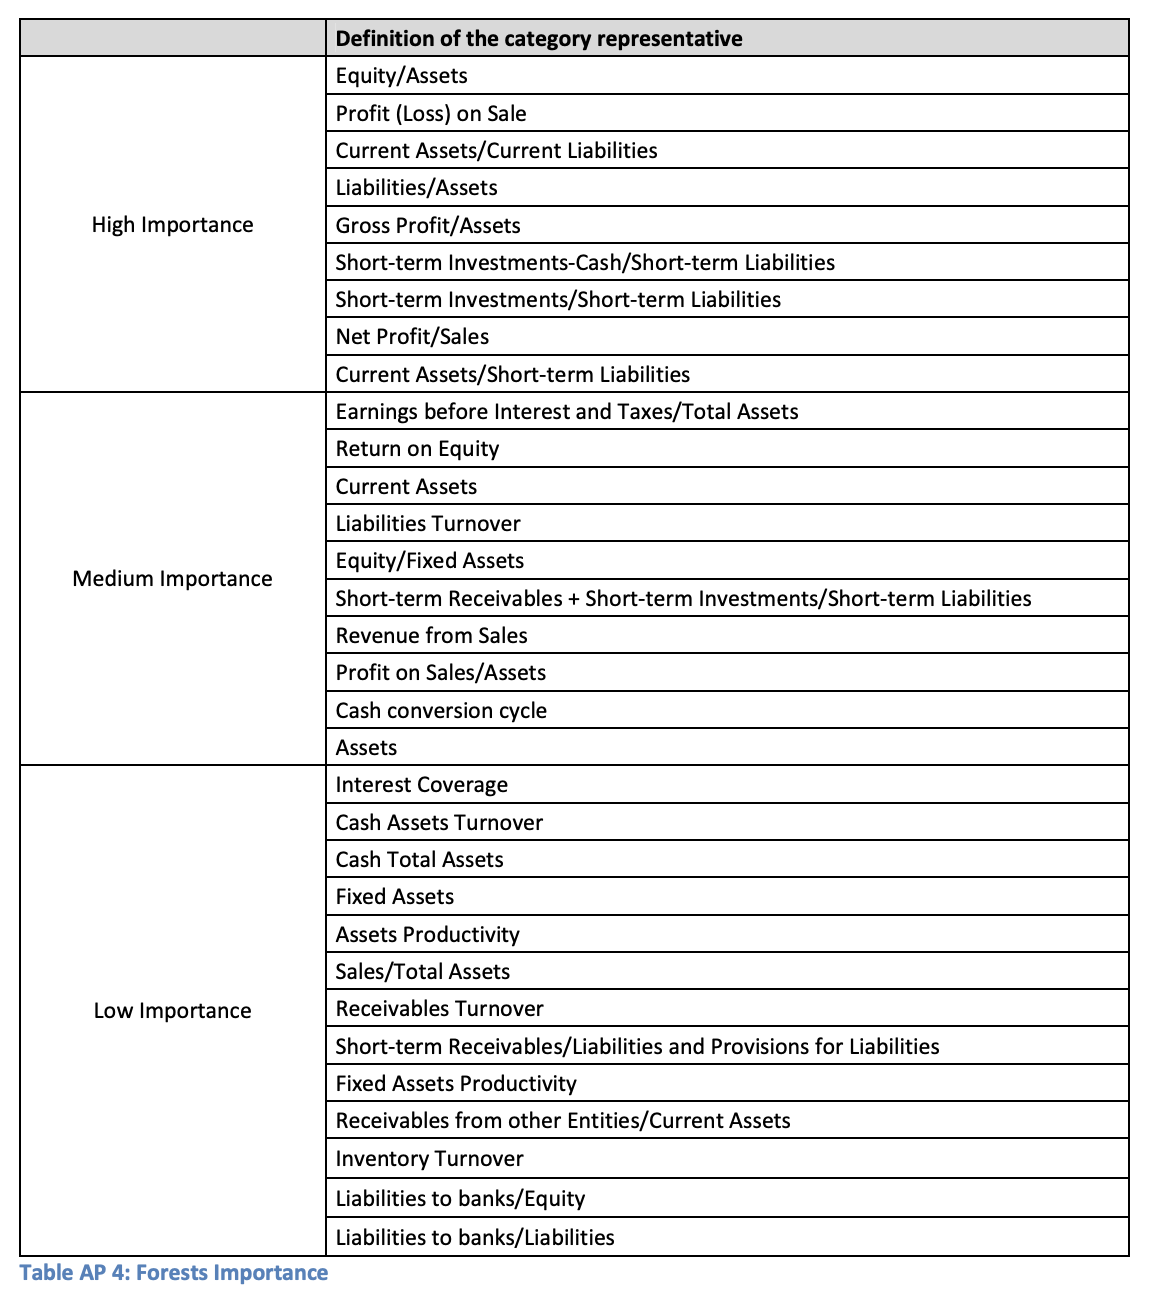 Definition of the category representative
High Importance
Equity/Assets
Profit (Loss) on Sale
Current Assets/Current Liabilities
Liabilities/Assets
Gross Profit/Assets
Short-term Investments-Cash/Short-term Liabilities
Short-term Investments/Short-term Liabilities
Net Profit/Sales
Current Assets/Short-term Liabilities
Medium Importance
Earnings before Interest and Taxes/Total Assets
Return on Equity
Current Assets
Liabilities Turnover
Equity/Fixed Assets
Short-term Receivables + Short-term Investments/Short-term Liabilities
Revenue from Sales
Profit on Sales/Assets
Cash conversion cycle
Assets
Low Importance
Interest Coverage
Cash Assets Turnover
Cash Total Assets
Fixed Assets
Assets Productivity
Sales/Total Assets
Receivables Turnover
Short-term Receivables/Liabilities and Provisions for Liabilities
Fixed Assets Productivity
Receivables from other Entities/Current Assets
Inventory Turnover
Liabilities to banks/Equity
Liabilities to banks/Liabilities
Table AP 4: Forests Importance